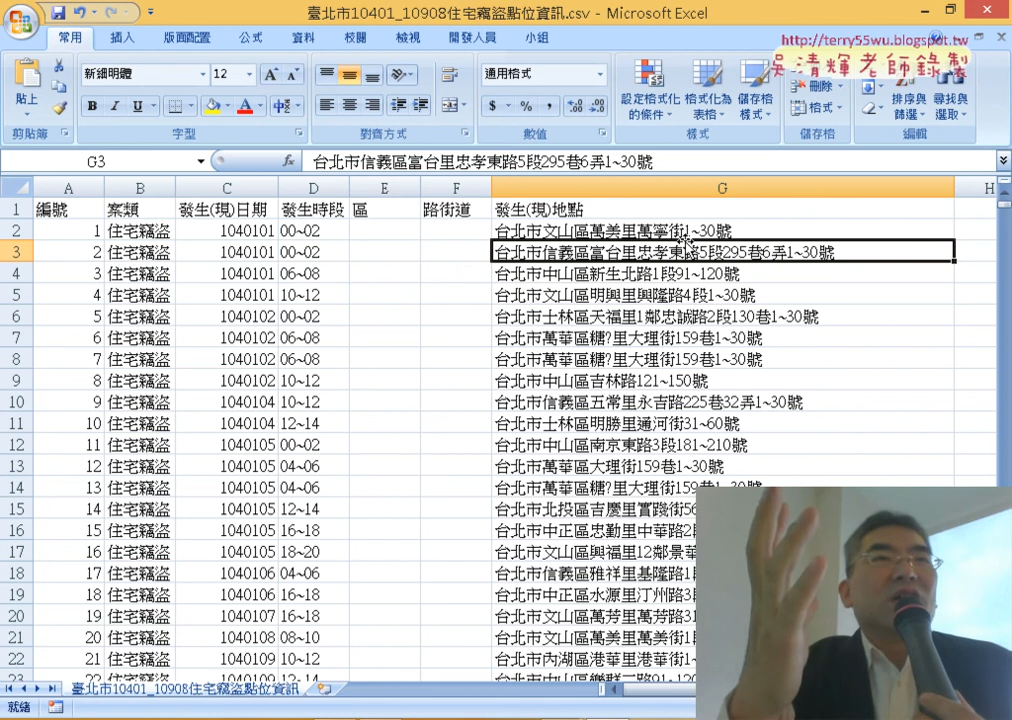 臺北市10401_10908住宅竊盜點位資訊.csv - Microsoft Excel
常用 插入 版面配置 公式 資料 校閱 檢視 開發人員 小組
http://terry55wu.blogspot.tw
吳清輝老師錄製
貼上 新細明體 12 通用格式 設定格式化的條件 格式化為表格 儲存格樣式 刪除 格式 排序與篩選 尋找與選取
剪貼簿 字型 對齊方式 數值 樣式 儲存格 編輯
G3 fx 台北市信義區富台里忠孝東路5段295巷6弄1~30號
A B C D E F G H
1 編號 案類 發生(現)日期 發生時段 區 路街道 發生(現)地點
2 1 住宅竊盜 1040101 00~02 台北市文山區萬美里萬寧街1~30號
3 2 住宅竊盜 1040101 00~02 台北市信義區富台里忠孝東路5段295巷6弄1~30號
4 3 住宅竊盜 1040101 06~08 台北市中山區新生北路1段91~120號
5 4 住宅竊盜 1040101 10~12 台北市文山區明興里興隆路4段1~30號
6 5 住宅竊盜 1040102 00~02 台北市士林區天福里1鄰忠誠路2段130巷1~30號
7 6 住宅竊盜 1040102 06~08 台北市萬華區糖?里大理街159巷1~30號
8 7 住宅竊盜 1040102 06~08 台北市萬華區糖?里大理街159巷1~30號
9 8 住宅竊盜 1040102 10~12 台北市中山區吉林路121~150號
10 9 住宅竊盜 1040104 10~12 台北市信義區五常里永吉路225巷32弄1~30號
11 10 住宅竊盜 1040104 12~14 台北市士林區明勝里通河街31~60號
12 11 住宅竊盜 1040105 00~02 台北市中山區南京東路3段181~210號
13 12 住宅竊盜 1040105 04~06 台北市萬華區大理街159巷1~30號
14 13 住宅竊盜 1040105 04~06 台北市萬華區糖?里大理街159巷1~30號
15 14 住宅竊盜 1040105 12~14 台北市北投區吉慶里實踐街56
16 15 住宅竊盜 1040105 16~18 台北市中正區忠勤里中華路2
17 16 住宅竊盜 1040105 18~20 台北市文山區興福里12鄰景華
18 17 住宅竊盜 1040106 04~06 台北市信義區雅祥里基隆路1
19 18 住宅竊盜 1040106 16~18 台北市中正區水源里汀州路3
20 19 住宅竊盜 1040107 16~18 台北市文山區萬芳里萬芳路31
21 20 住宅竊盜 1040108 08~10 台北市文山區萬美里萬美街1
22 21 住宅竊盜 1040109 10~12 台北市內湖區港華里港華街1~
23 22 住宅竊盜 1040109 12~14
臺北市10401_10908住宅竊盜點位資訊
就緒